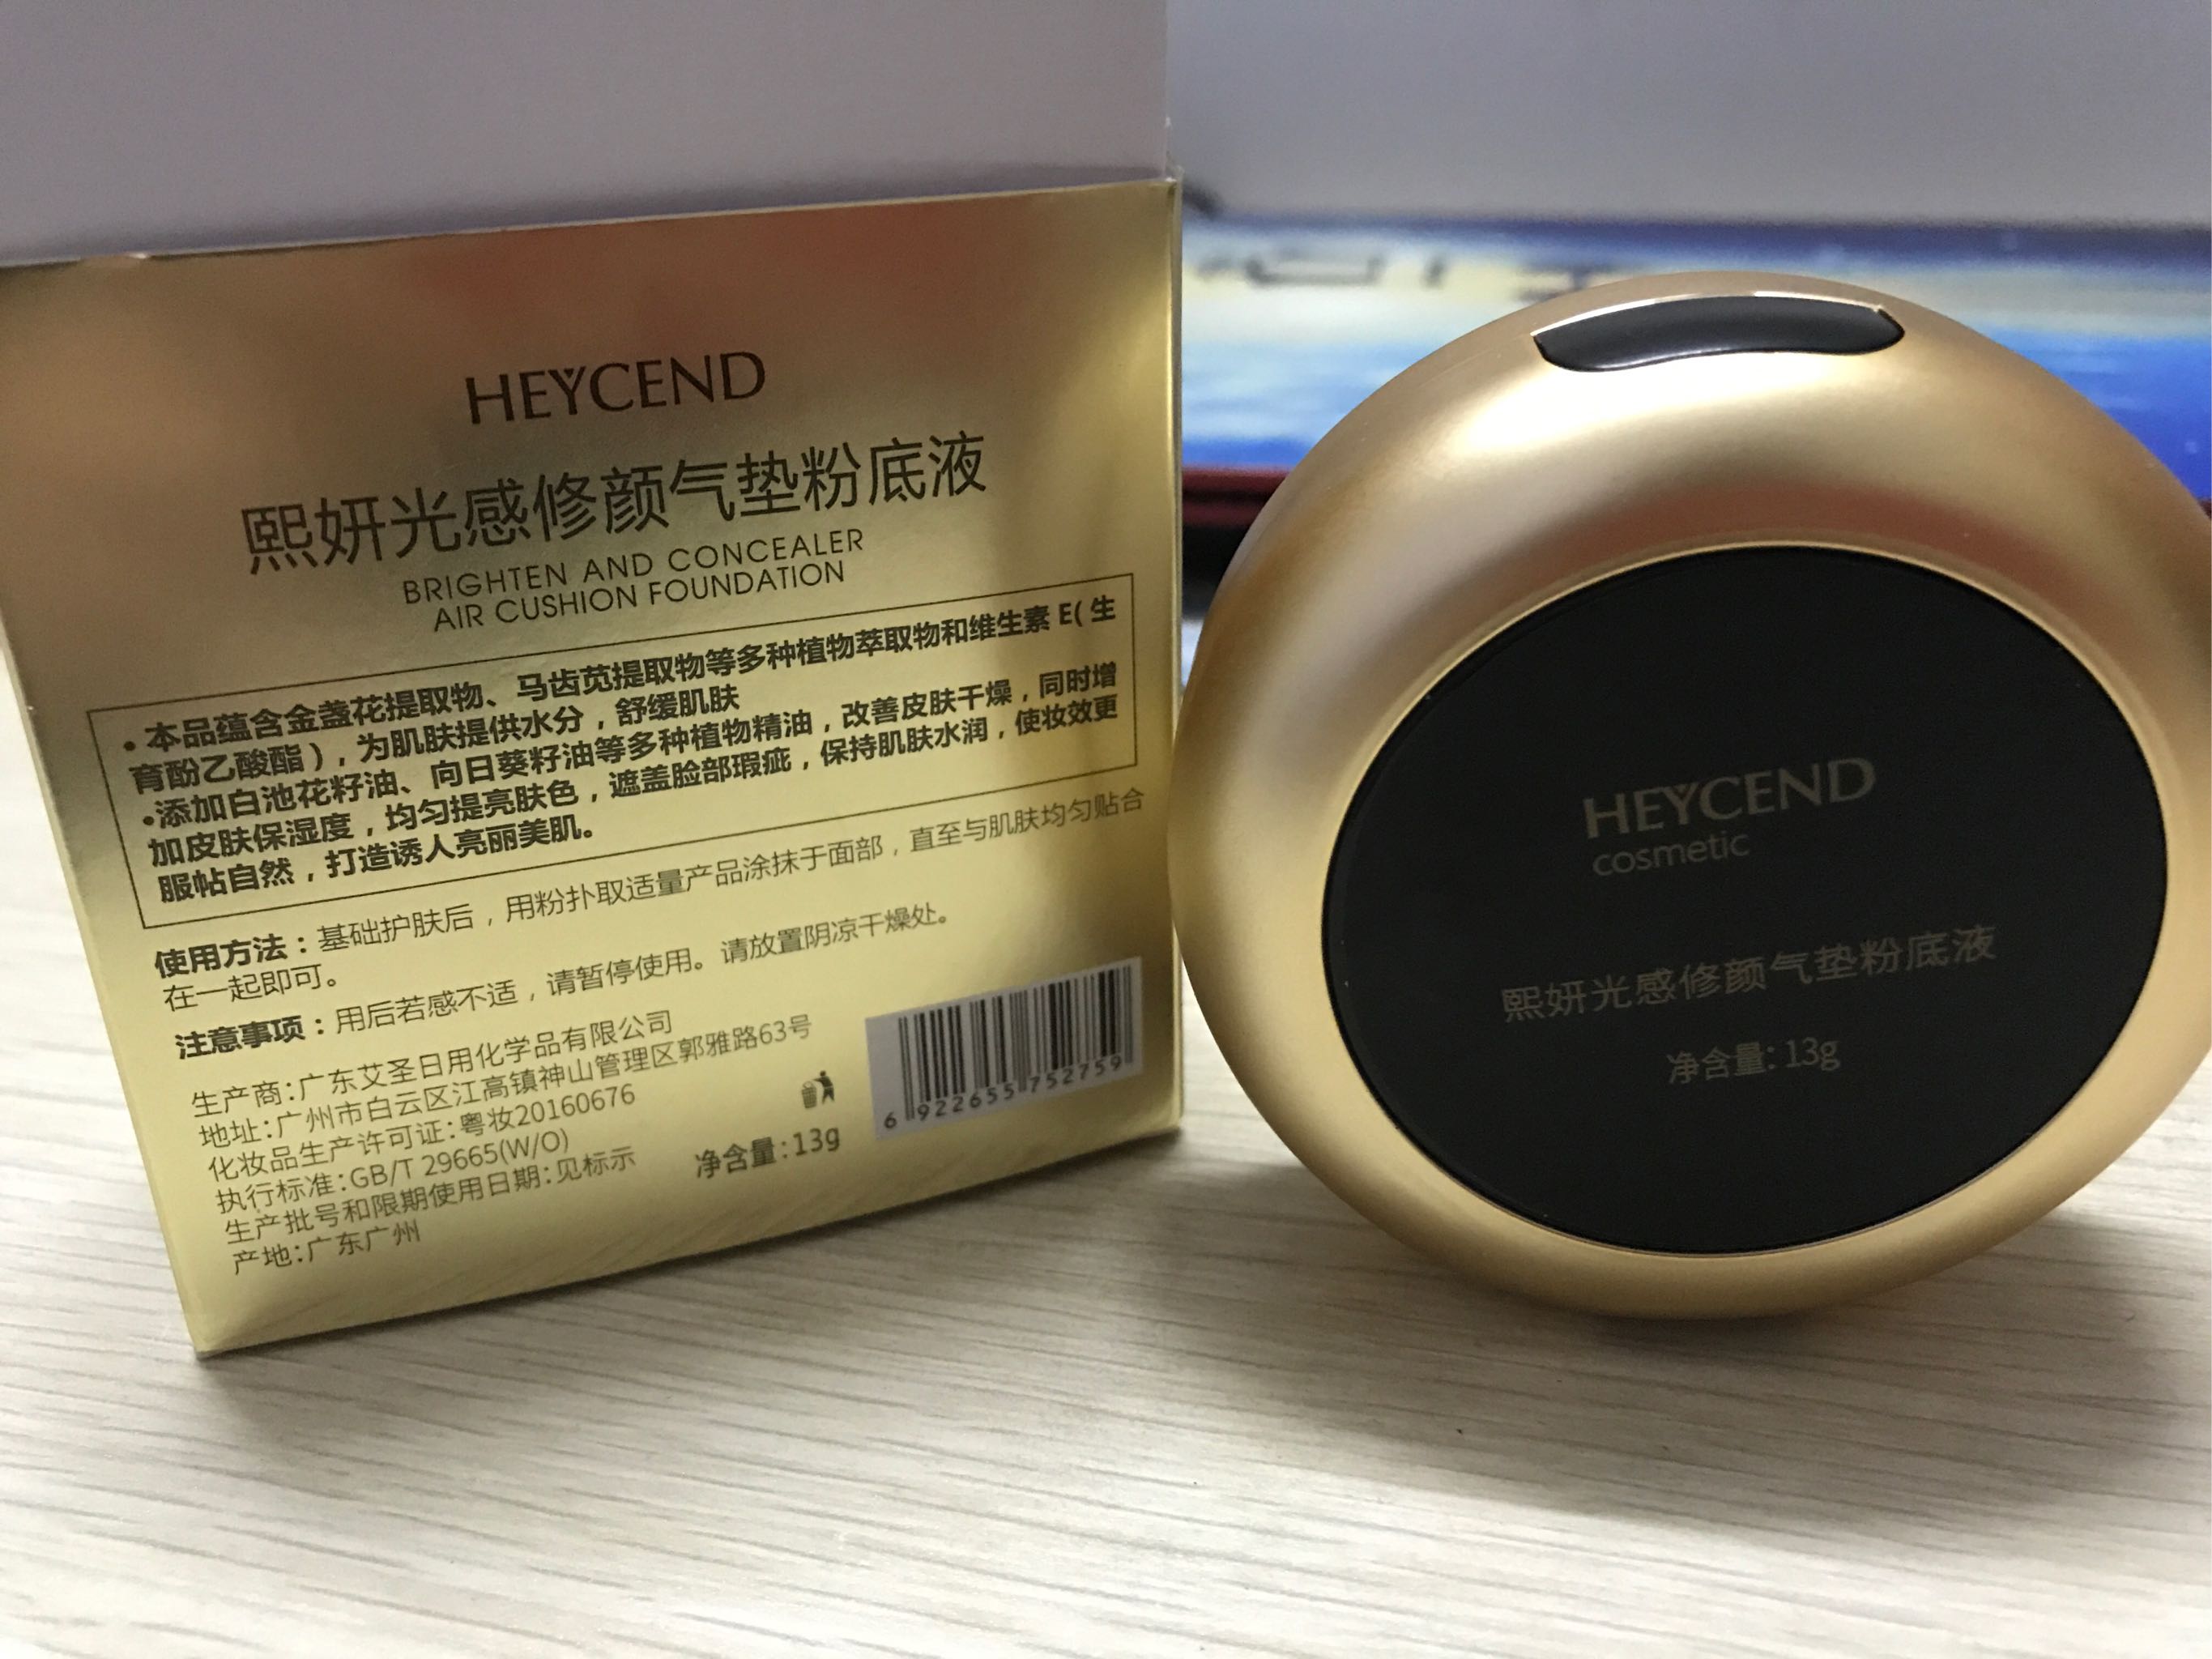 HEYCEND
熙妍光感修颜气垫粉底液
BRIGHTEN AND CONCEALER
AIR CUSHION FOUNDATION
•本品蕴含金盏花提取物、马齿苋提取物等多种植物萃取物和维生素 E( 生
育酚乙酸酯 )，为肌肤提供水分，舒缓肌肤
•添加白池花籽油、向日葵籽油等多种植物精油，改善皮肤干燥，同时增
加皮肤保湿度，均匀提亮肤色，遮盖脸部瑕疵，保持肌肤水润，使妆效更
服帖自然，打造诱人亮丽美肌。
使用方法：基础护肤后，用粉扑取适量产品涂抹于面部，直至与肌肤均匀贴合
在一起即可。
注意事项：用后若感不适，请暂停使用。请放置阴凉干燥处。
生产商:广东艾圣日用化学品有限公司
地址:广州市白云区江高镇神山管理区郭雅路63号
化妆品生产许可证:粤妆20160676
执行标准:GB/T 29665(W/O)
生产批号和限期使用日期:见标示
产地:广东广州
净含量:13g
6 922655 752759
HEYCEND
cosmetic
熙妍光感修颜气垫粉底液
净含量: 13g